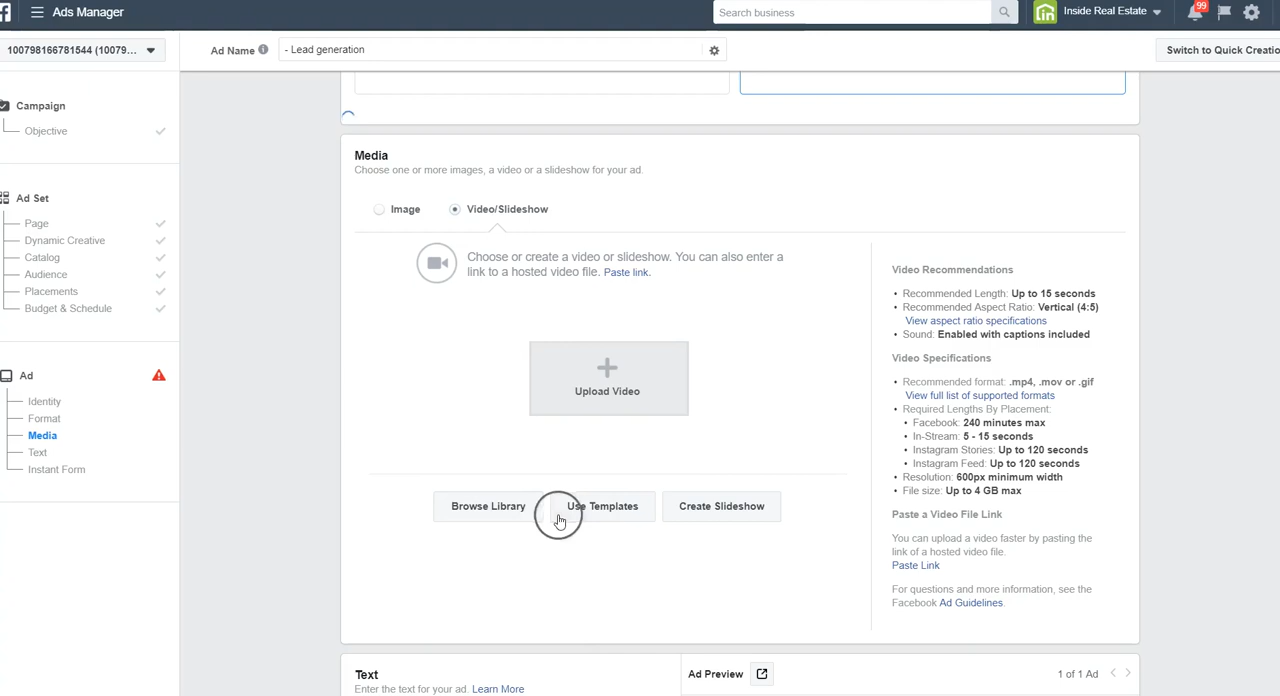 Ads Manager
Search business
Inside Real Estate
99
100798166781544 (10079...
Ad Name
- Lead generation
Switch to Quick Creatio
Campaign
Objective
Ad Set
Page
Dynamic Creative
Catalog
Audience
Placements
Budget & Schedule
Ad
Identity
Format
Media
Text
Instant Form
Media
Choose one or more images, a video or a slideshow for your ad.
Image
Video/Slideshow
Choose or create a video or slideshow. You can also enter a
link to a hosted video file. Paste link.
Upload Video
Browse Library
Use Templates
Create Slideshow
Video Recommendations
• Recommended Length: Up to 15 seconds
• Recommended Aspect Ratio: Vertical (4:5)
View aspect ratio specifications
• Sound: Enabled with captions included
Video Specifications
• Recommended format: .mp4, .mov or .gif
View full list of supported formats
• Required Lengths By Placement:
• Facebook: 240 minutes max
• In-Stream: 5 - 15 seconds
• Instagram Stories: Up to 120 seconds
• Instagram Feed: Up to 120 seconds
• Resolution: 600px minimum width
• File size: Up to 4 GB max
Paste a Video File Link
You can upload a video faster by pasting the
link of a hosted video file.
Paste Link
For questions and more information, see the
Facebook Ad Guidelines.
Text
Enter the text for your ad. Learn More
Ad Preview
1 of 1 Ad